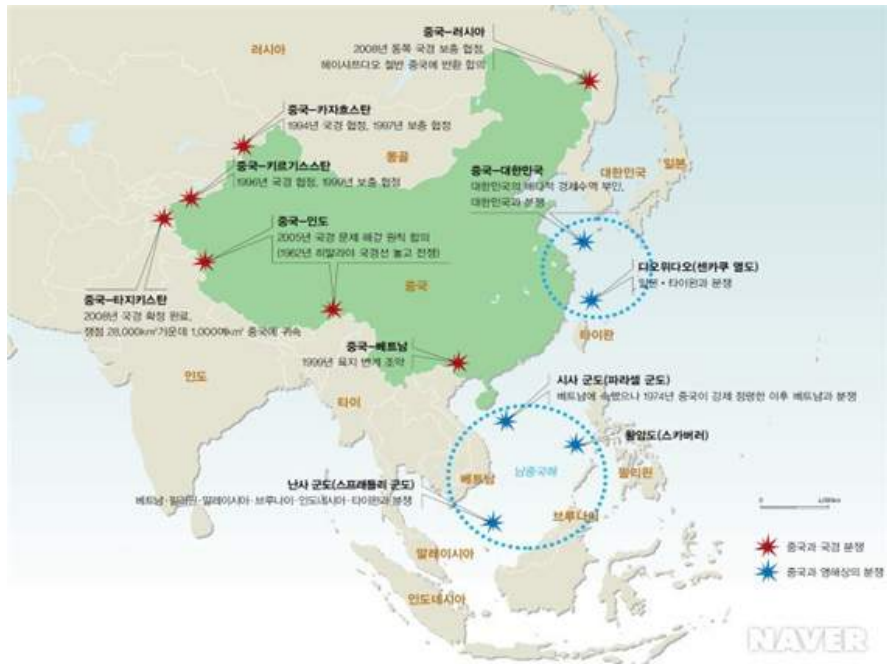 중국-러시아
2008년 동쪽 국경 보충 협정,
헤이샤쯔다오 절반 중국에 반환 합의
러시아
중국-카자흐스탄
1994년 국경 협정, 1997년 보충 협정
몽골
중국-키르기스스탄
1996년 국경 협정, 1999년 보충 협정
중국-대한민국
대한민국의 배타적 경제수역 부인,
대한민국과 분쟁
대한민국
일본
중국-인도
2005년 국경 문제 해결 원칙 합의
(1962년 히말라야 국경선 놓고 전쟁)
중국
댜오위다오(센카쿠 열도)
일본·타이완과 분쟁
중국-타지키스탄
2008년 국경 확정 완료,
쟁점 28,000km² 가운데 1,000여km² 중국에 귀속
타이완
중국-베트남
1999년 육지 변계 조약
인도
타이
시사 군도(파라셀 군도)
베트남에 속했으나 1974년 중국이 강제 점령한 이후 베트남과 분쟁
황암도(스카버러)
남중국해
베트남
필리핀
난사 군도(스프래틀리 군도)
베트남·필리핀·말레이시아·브루나이·인도네시아·타이완과 분쟁
브루나이
말레이시아
인도네시아
0
중국과 국경 분쟁
중국과 영해상의 분쟁
NAVER